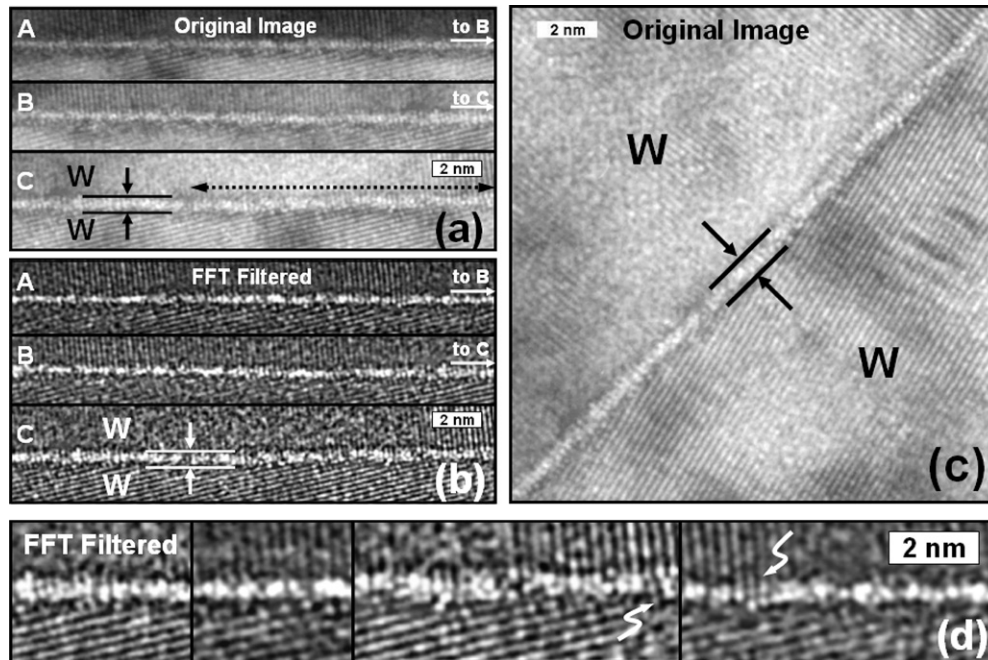 A
Original Image
to B
B
to C
C
W
W
2 nm
(a)
A
FFT Filtered
to B
B
to C
C
W
W
2 nm
(b)
2 nm
Original Image
W
W
(c)
FFT Filtered
2 nm
(d)